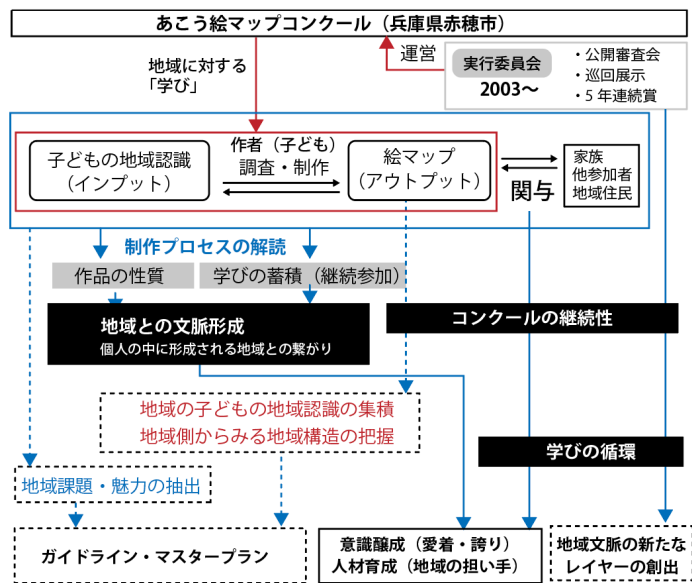 あこう絵マップコンクール（兵庫県赤穂市）
地域に対する
「学び」
運営
実行委員会
2003〜
・公開審査会
・巡回展示
・5年連続賞
子どもの地域認識
（インプット）
作者（子ども）
調査・制作
絵マップ
（アウトプット）
関与
家族
他参加者
地域住民
制作プロセスの解読
作品の性質
学びの蓄積（継続参加）
地域との文脈形成
個人の中に形成される地域との繋がり
コンクールの継続性
地域の子どもの地域認識の集積
地域側からみる地域構造の把握
学びの循環
地域課題・魅力の抽出
ガイドライン・マスタープラン
意識醸成（愛着・誇り）
人材育成（地域の担い手）
地域文脈の新たな
レイヤーの創出